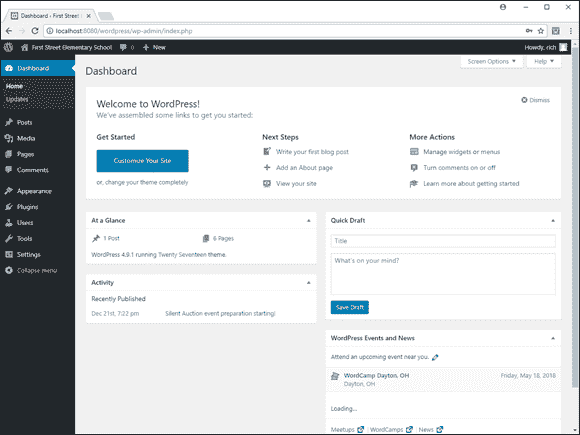 Dashboard ‹ First Street
localhost:8080/wordpress/wp-admin/index.php
First Street Elementary School 0 + New Howdy, rich
Screen Options ▼ Help ▼
Dashboard
Home
Updates
Posts
Media
Pages
Comments
Appearance
Plugins
Users
Tools
Settings
Collapse menu
Dashboard
Welcome to WordPress!
We've assembled some links to get you started:
Dismiss
Get Started
Customize Your Site
or, change your theme completely
Next Steps
Write your first blog post
Add an About page
View your site
More Actions
Manage widgets or menus
Turn comments on or off
Learn more about getting started
At a Glance
1 Post 6 Pages
WordPress 4.9.1 running Twenty Seventeen theme.
Activity
Recently Published
Dec 21st, 7:22 pm Silent Auction event preparation starting!
Quick Draft
Title
What's on your mind?
Save Draft
WordPress Events and News
Attend an upcoming event near you.
WordCamp Dayton, OH Friday, May 18, 2018
Dayton, OH
Loading...
Meetups | WordCamps | News